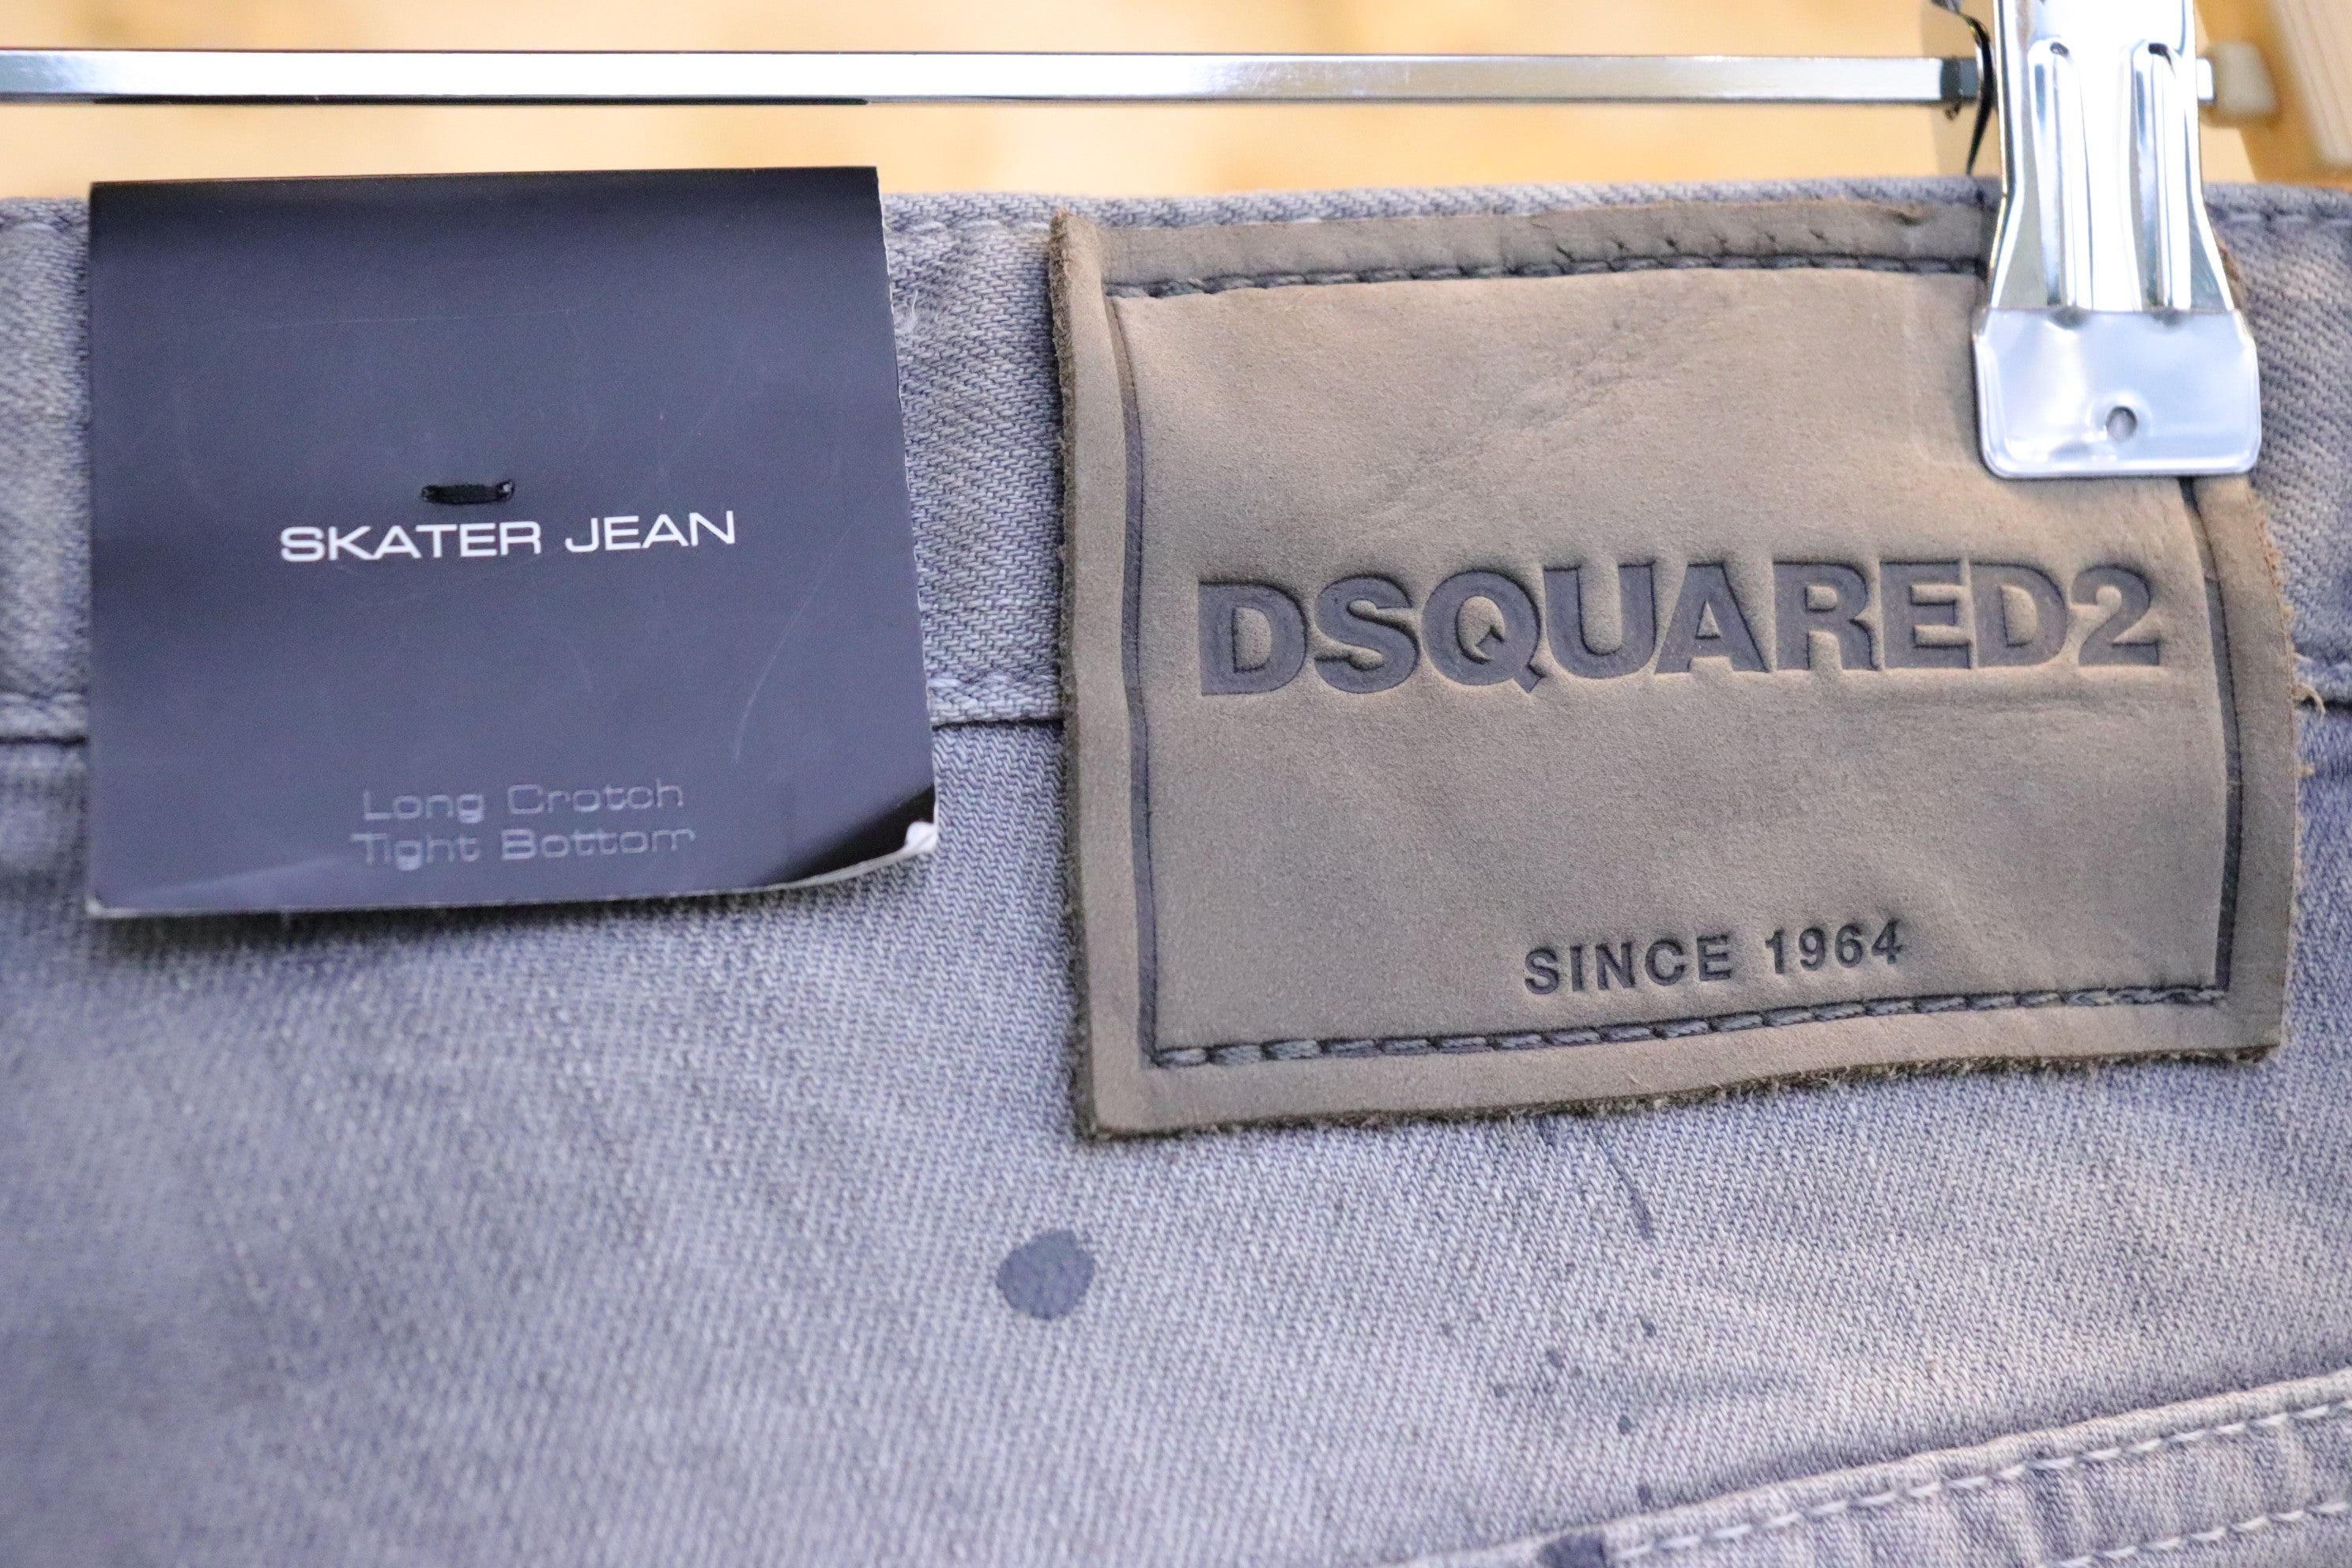 SKATER JEAN
Long Crotch
Tight Bottom
DSQUARED2
SINCE 1964